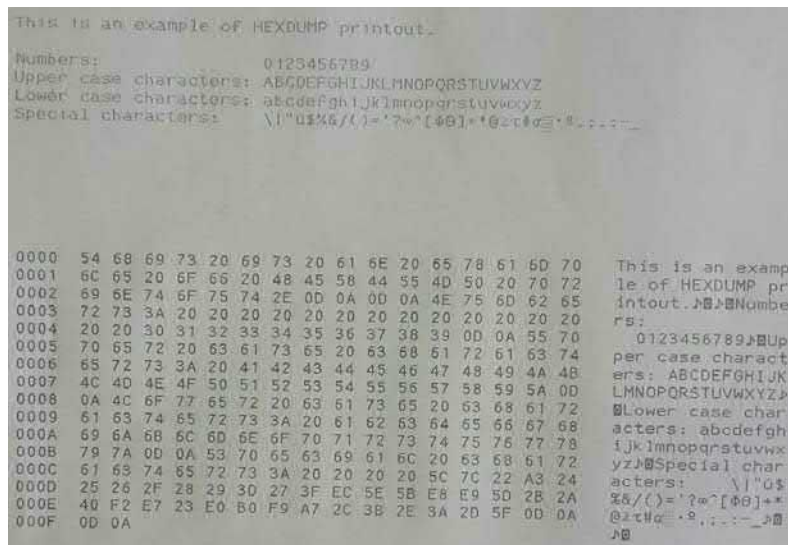 This is an example of HEXDUMP printout.
Numbers: 0123456789
Upper case characters: ABCDEFGHIJKLMNOPQRSTUVWXYZ
Lower case characters: abcdefghijklmnopqrstuvwxyz
Special characters: \|"ú$%&/()='?∞^[ΦΘ]+*@≥τ#α
0000 54 68 69 73 20 69 73 20 61 6E 20 65 78 61 6D 70 This is an examp
0001 6C 65 20 6F 66 20 48 45 58 44 55 4D 50 20 70 72 le of HEXDUMP pr
0002 69 6E 74 6F 75 74 2E 0D 0A 0D 0A 4E 75 6D 62 65 intout.♪◙♪◙Numbe
0003 72 73 3A 20 20 20 20 20 20 20 20 20 20 20 20 20 rs:
0004 20 20 30 31 32 33 34 35 36 37 38 39 0D 0A 55 70 0123456789♪◙Up
0005 70 65 72 20 63 61 73 65 20 63 68 61 72 61 63 74 per case charact
0006 65 72 73 3A 20 41 42 43 44 45 46 47 48 49 4A 4B ers: ABCDEFGHIJK
0007 4C 4D 4E 4F 50 51 52 53 54 55 56 57 58 59 5A 0D LMNOPQRSTUVWXYZ♪
0008 0A 4C 6F 77 65 72 20 63 61 73 65 20 63 68 61 72 ◙Lower case char
0009 61 63 74 65 72 73 3A 20 61 62 63 64 65 66 67 68 acters: abcdefgh
000A 69 6A 6B 6C 6D 6E 6F 70 71 72 73 74 75 76 77 78 ijklmnopqrstuvwx
000B 79 7A 0D 0A 53 70 65 63 69 61 6C 20 63 68 61 72 yz♪◙Special char
000C 61 63 74 65 72 73 3A 20 20 20 20 5C 7C 22 A3 24 acters: \|"ú$
000D 25 26 2F 28 29 3D 27 3F EC 5E 5B E8 E9 5D 2B 2A %&/()='?∞^[ΦΘ]+*
000E 40 F2 E7 23 E0 B0 F9 A7 2C 3B 2E 3A 2D 5F 0D 0A @≥τ#α ∙º,;.:-_♪◙
000F 0D 0A ♪◙